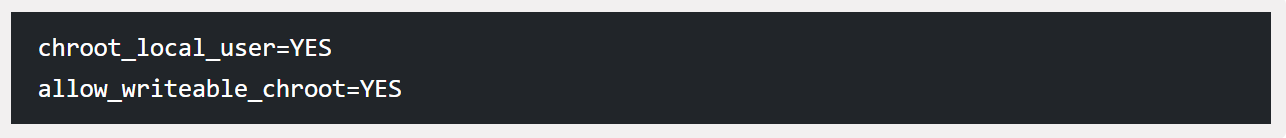 chroot_local_user=YES
allow_writeable_chroot=YES